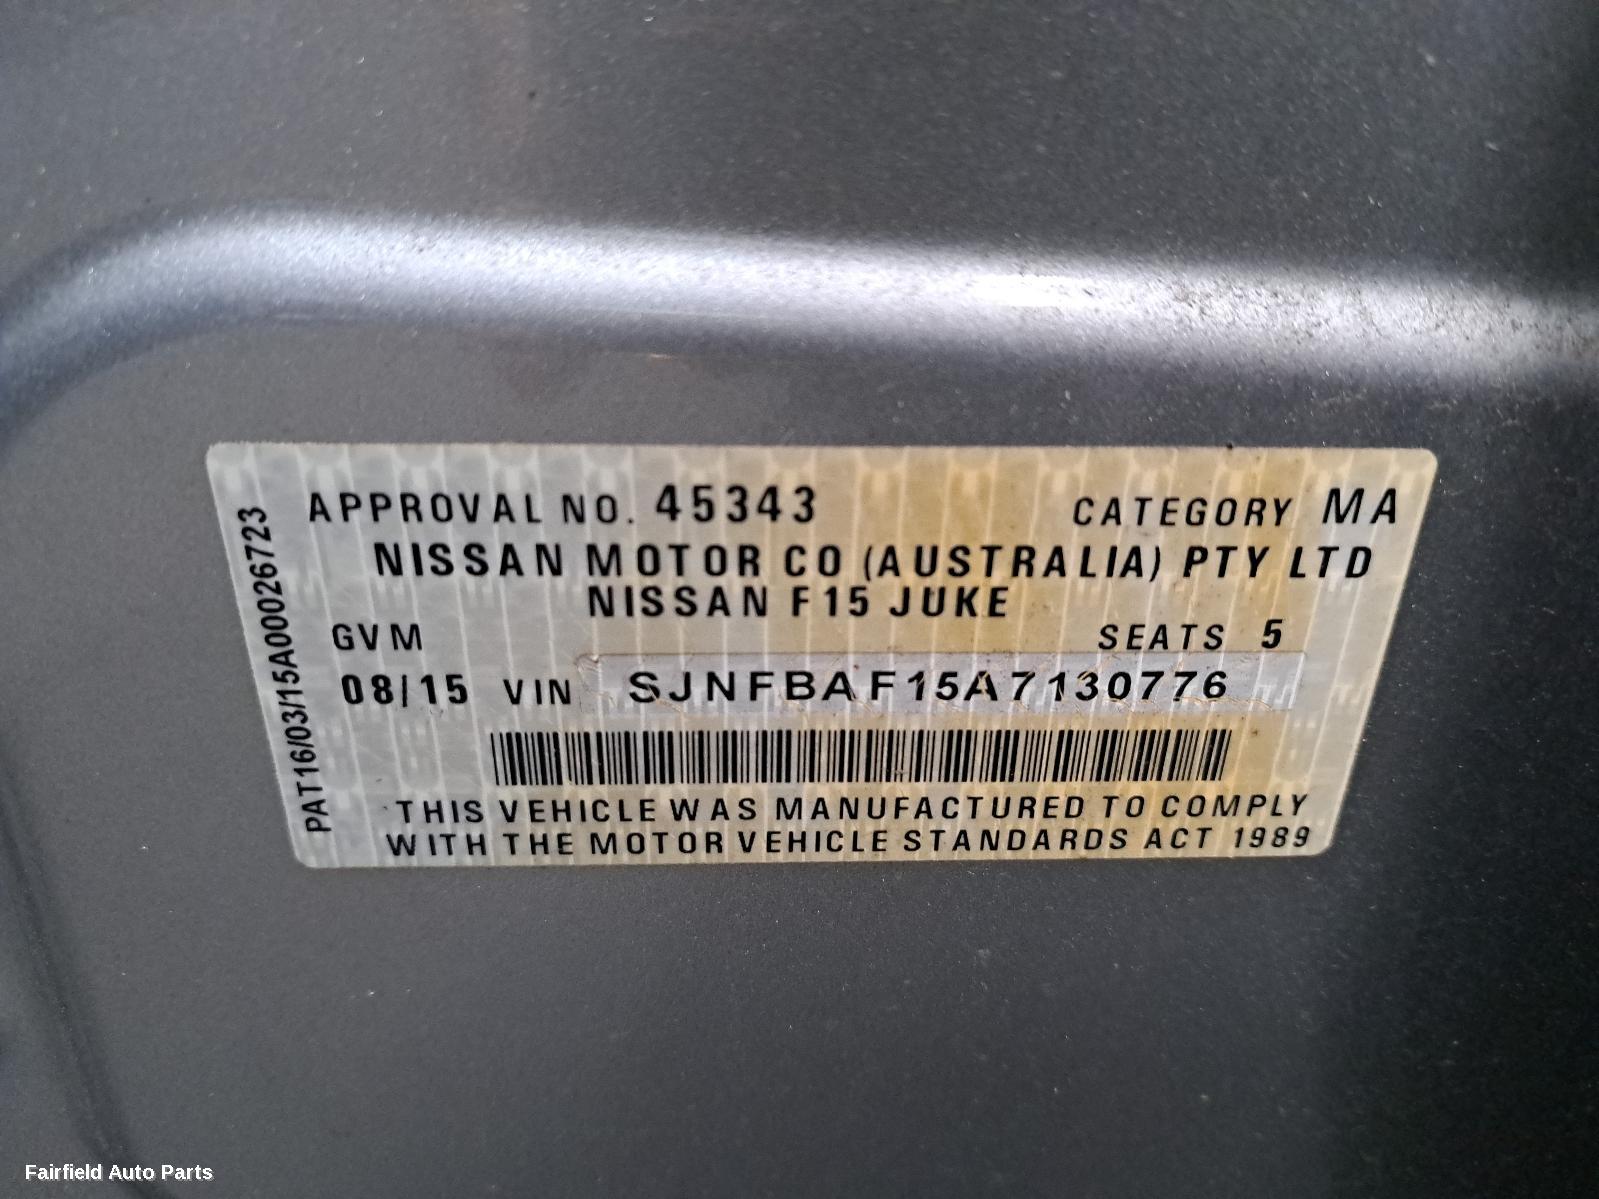 APPROVAL NO. 45343 CATEGORY MA
NISSAN MOTOR CO (AUSTRALIA) PTY LTD
NISSAN F15 JUKE
GVM SEATS 5
08/15 VIN SJNFBAF15A7130776
THIS VEHICLE WAS MANUFACTURED TO COMPLY
WITH THE MOTOR VEHICLE STANDARDS ACT 1989
PAT16/03/15A00026723
Fairfield Auto Parts